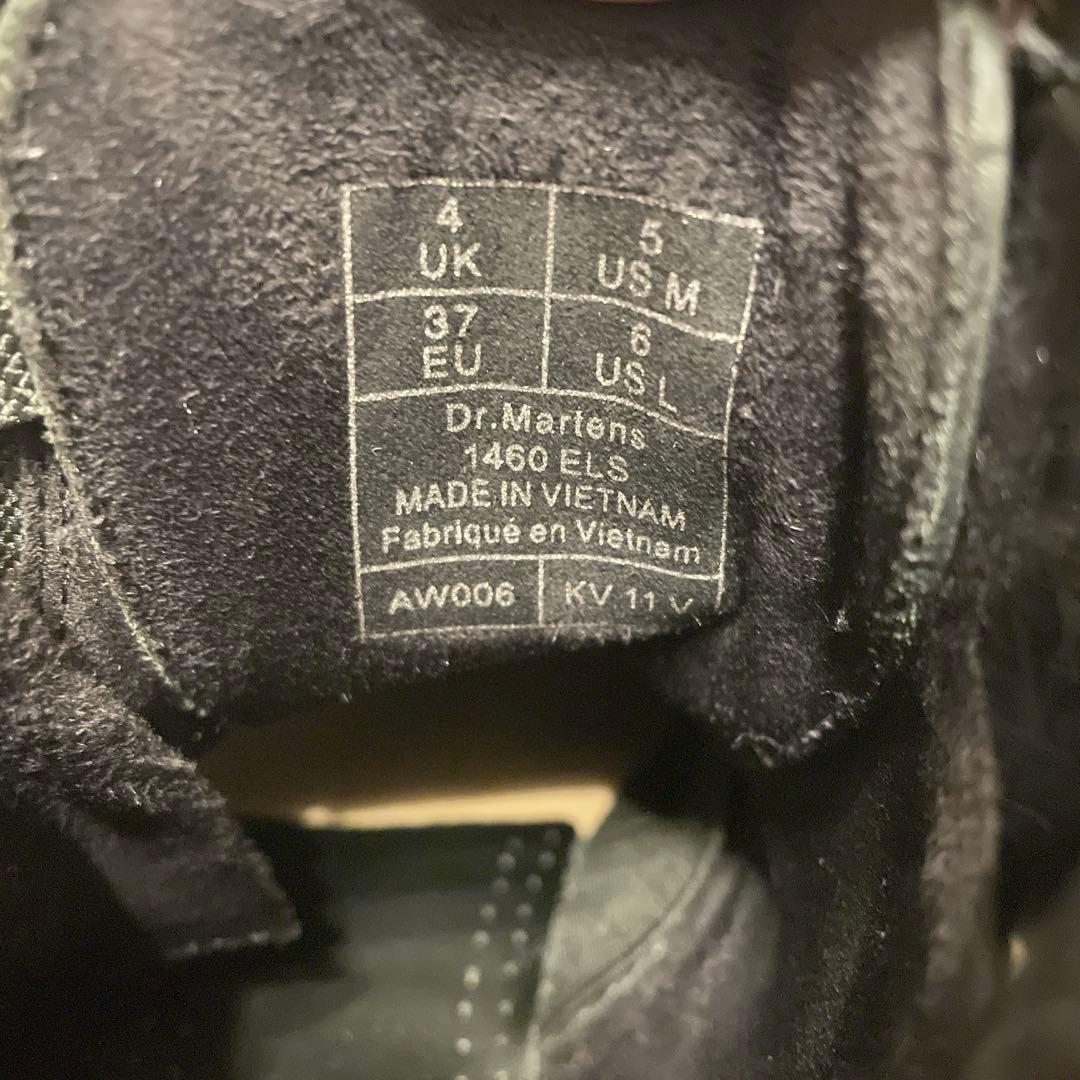 4
UK
5
US M
37
EU
6
US L
Dr.Martens
1460 ELS
MADE IN VIETNAM
Fabriqué en Vietnam
AW006
KV 11 V